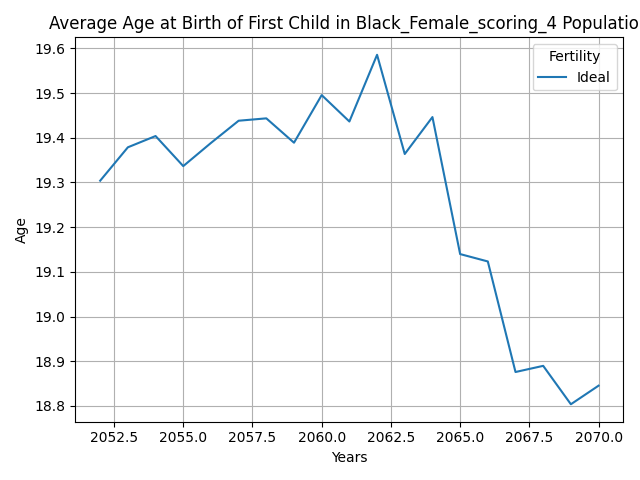 Average Age at Birth of First Child in Black_Female_scoring_4 Populatio
19.6
19.5
19.4
19.3
19.2
19.1
19.0
18.9
18.8
Age
Fertility
Ideal
2052.5 2055.0 2057.5 2060.0 2062.5 2065.0 2067.5 2070.0
Years